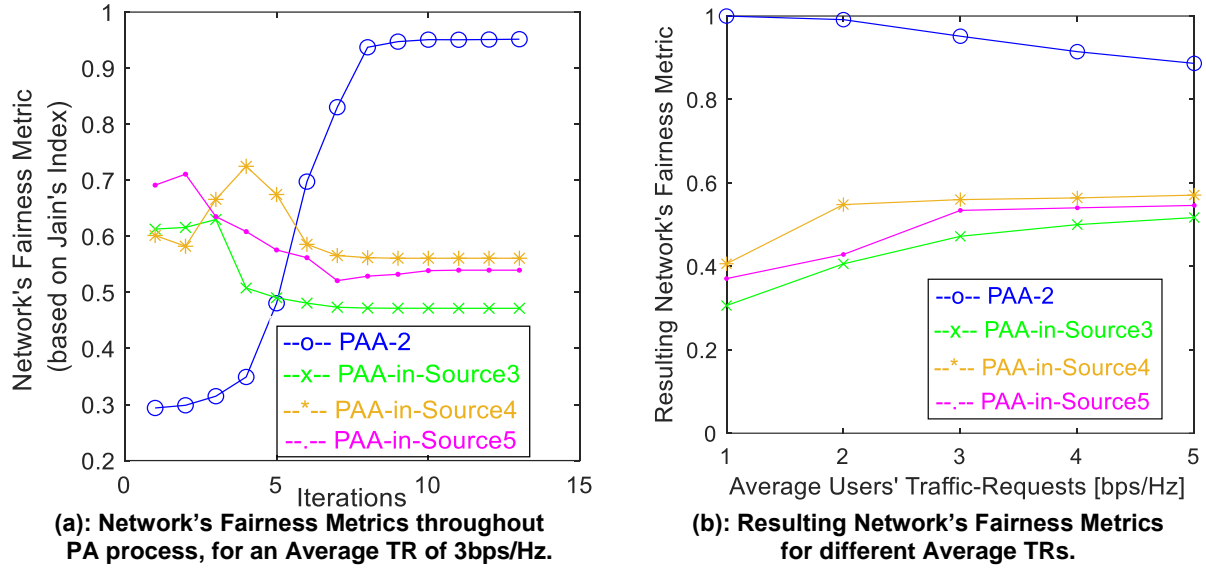 Network's Fairness Metric
(based on Jain's Index)
1
0.9
0.8
0.7
0.6
0.5
0.4
0.3
0.2
0
5
10
15
Iterations
--o-- PAA-2
--x-- PAA-in-Source3
--*-- PAA-in-Source4
--.-- PAA-in-Source5
(a): Network's Fairness Metrics throughout
PA process, for an Average TR of 3bps/Hz.
Resulting Network's Fairness Metric
1
0.8
0.6
0.4
0.2
0
1
2
3
4
5
Average Users' Traffic-Requests [bps/Hz]
--o-- PAA-2
--x-- PAA-in-Source3
--*-- PAA-in-Source4
--.-- PAA-in-Source5
(b): Resulting Network's Fairness Metrics
for different Average TRs.